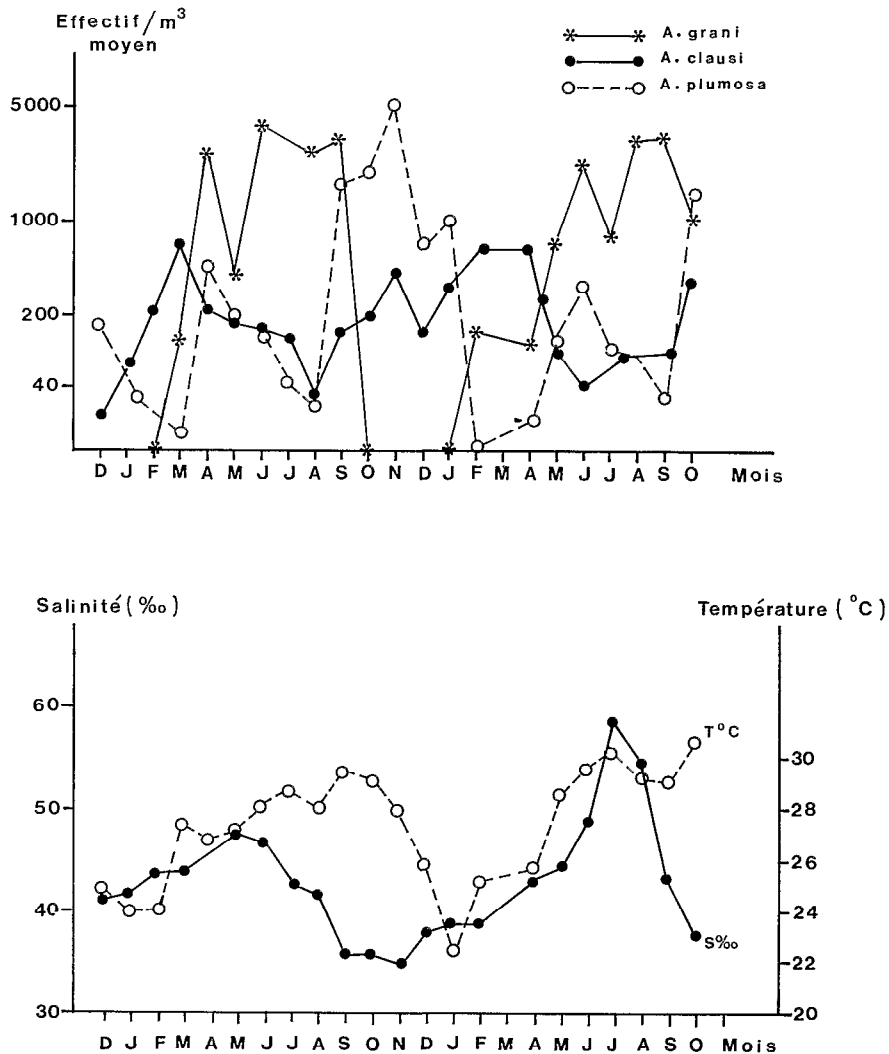 Effectif/m³
moyen
A. grani
A. clausi
A. plumosa
5000
1000
200
40
D J F M A M J J A S O N D J F M A M J J A S O Mois
Salinité (‰)
Température (°C)
60
50
40
30
30
28
26
24
22
20
T°C
S‰
D J F M A M J J A S O N D J F M A M J J A S O Mois